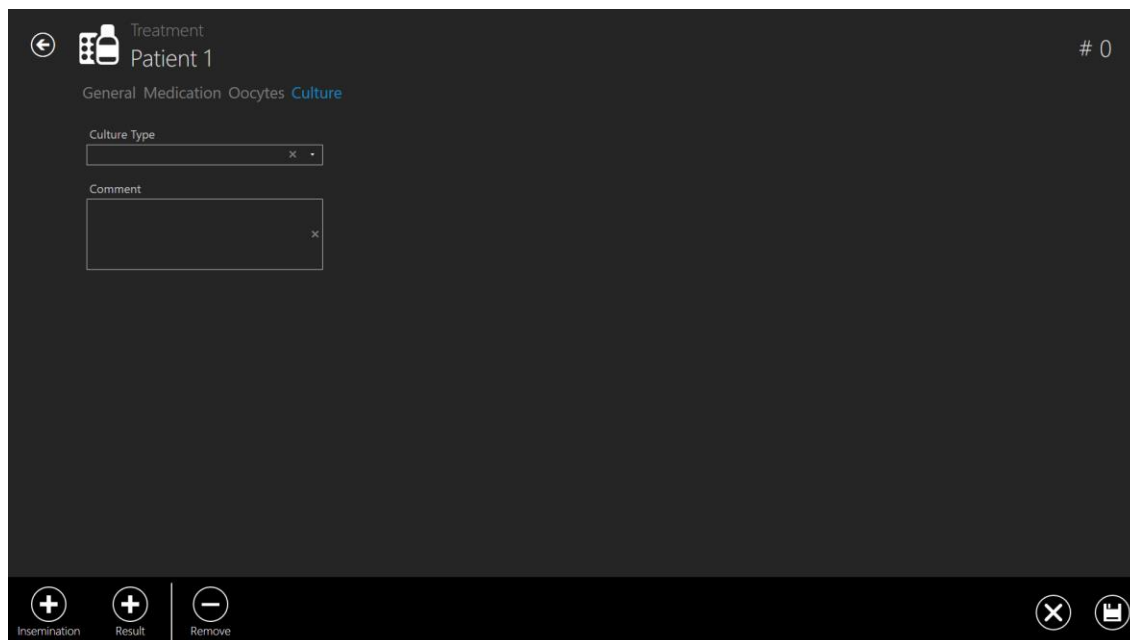 Treatment
Patient 1
# 0
General Medication Oocytes Culture
Culture Type
Comment
Insemination Result Remove